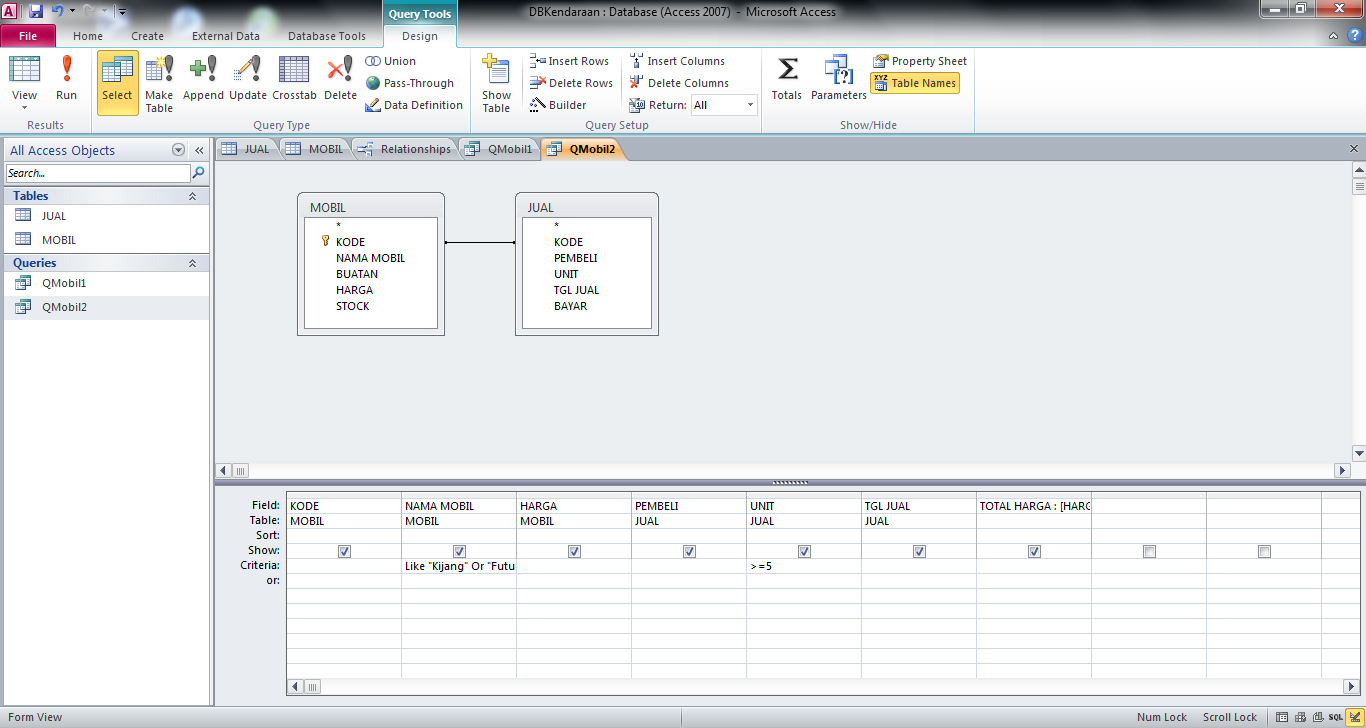 Query Tools
DBKendaraan : Database (Access 2007) - Microsoft Access
File Home Create External Data Database Tools Design
View Run Select Make Table Append Update Crosstab Delete
Union
Pass-Through
Data Definition
Show Table
Insert Rows
Delete Rows
Builder
Insert Columns
Delete Columns
Return: All
Totals Parameters
Property Sheet
XYZ Table Names
Results Query Type Query Setup Show/Hide
All Access Objects
Search...
Tables
JUAL
MOBIL
Queries
QMobil1
QMobil2
JUAL MOBIL Relationships QMobil1 QMobil2
MOBIL
*
KODE
NAMA MOBIL
BUATAN
HARGA
STOCK
JUAL
*
KODE
PEMBELI
UNIT
TGL JUAL
BAYAR
Field: KODE NAMA MOBIL HARGA PEMBELI UNIT TGL JUAL TOTAL HARGA : [HARG
Table: MOBIL MOBIL MOBIL JUAL JUAL JUAL
Sort:
Show:
Criteria: Like "Kijang" Or "Futu >=5
or:
Form View
Num Lock Scroll Lock SQL